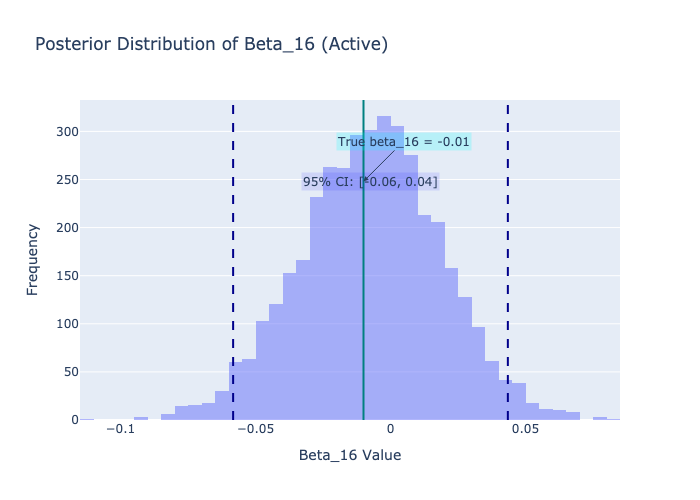 Posterior Distribution of Beta_16 (Active)
300
True beta_16 = -0.01
250
95% CI: [-0.06, 0.04]
200
Frequency
150
100
50
0
−0.1
−0.05
0
0.05
Beta_16 Value